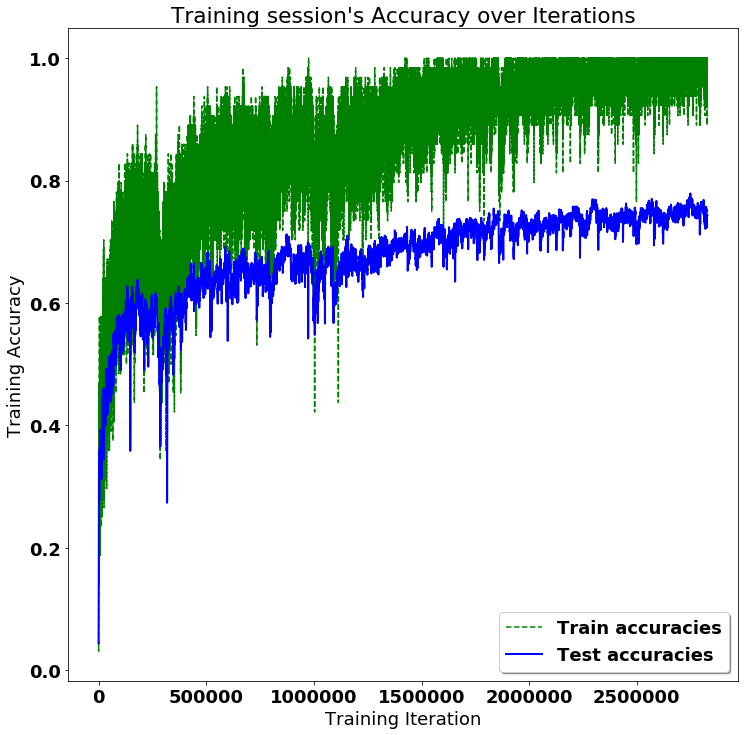 Training session's Accuracy over Iterations
1.0
0.8
0.6
0.4
0.2
0.0
Training Accuracy
Train accuracies
Test accuracies
0 500000 1000000 1500000 2000000 2500000
Training Iteration